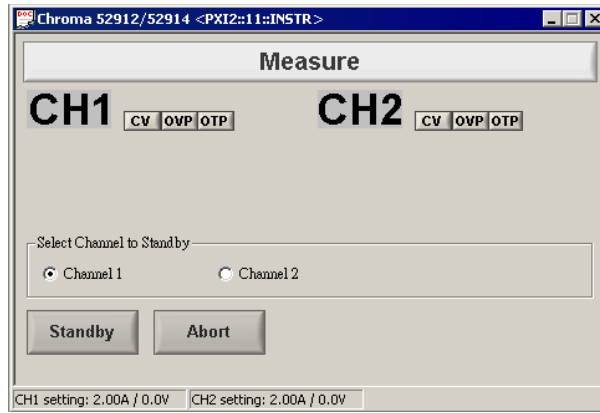 Chroma 52912/52914 <PXI2::11::INSTR>
Measure
CH1 CV OVP OTP CH2 CV OVP OTP
Select Channel to Standby
Channel 1 Channel 2
Standby Abort
CH1 setting: 2.00A / 0.0V CH2 setting: 2.00A / 0.0V